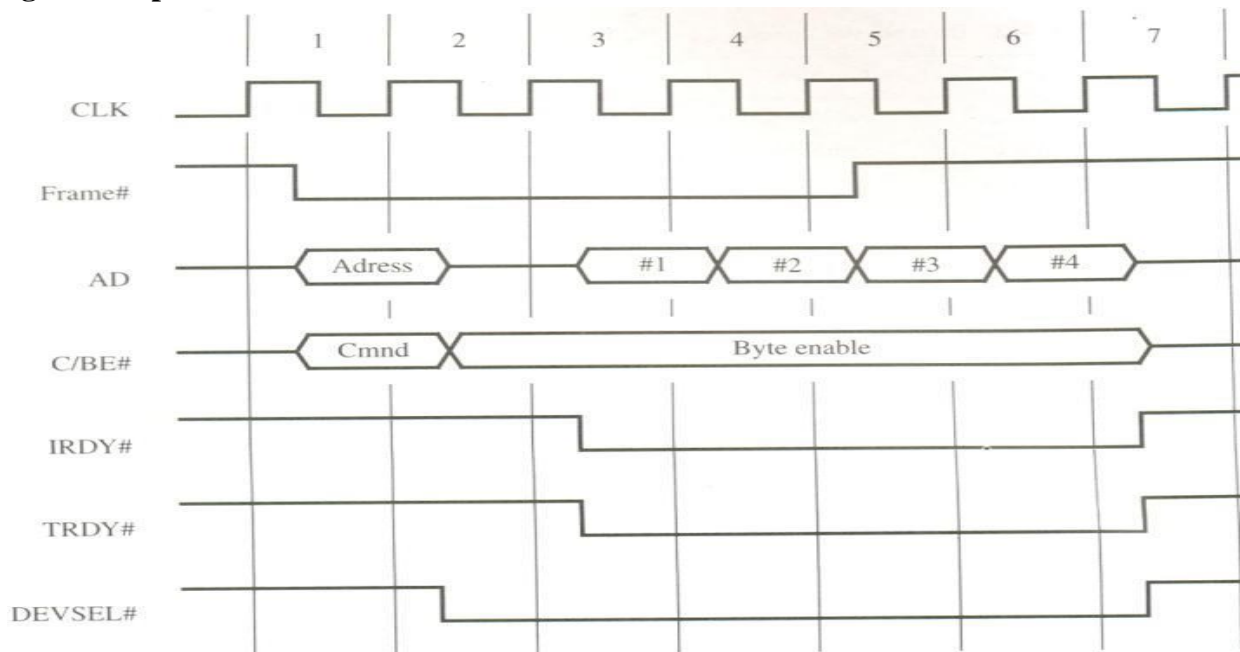 1 2 3 4 5 6 7
CLK
Frame#
AD Adress #1 #2 #3 #4
C/BE# Cmnd Byte enable
IRDY#
TRDY#
DEVSEL#